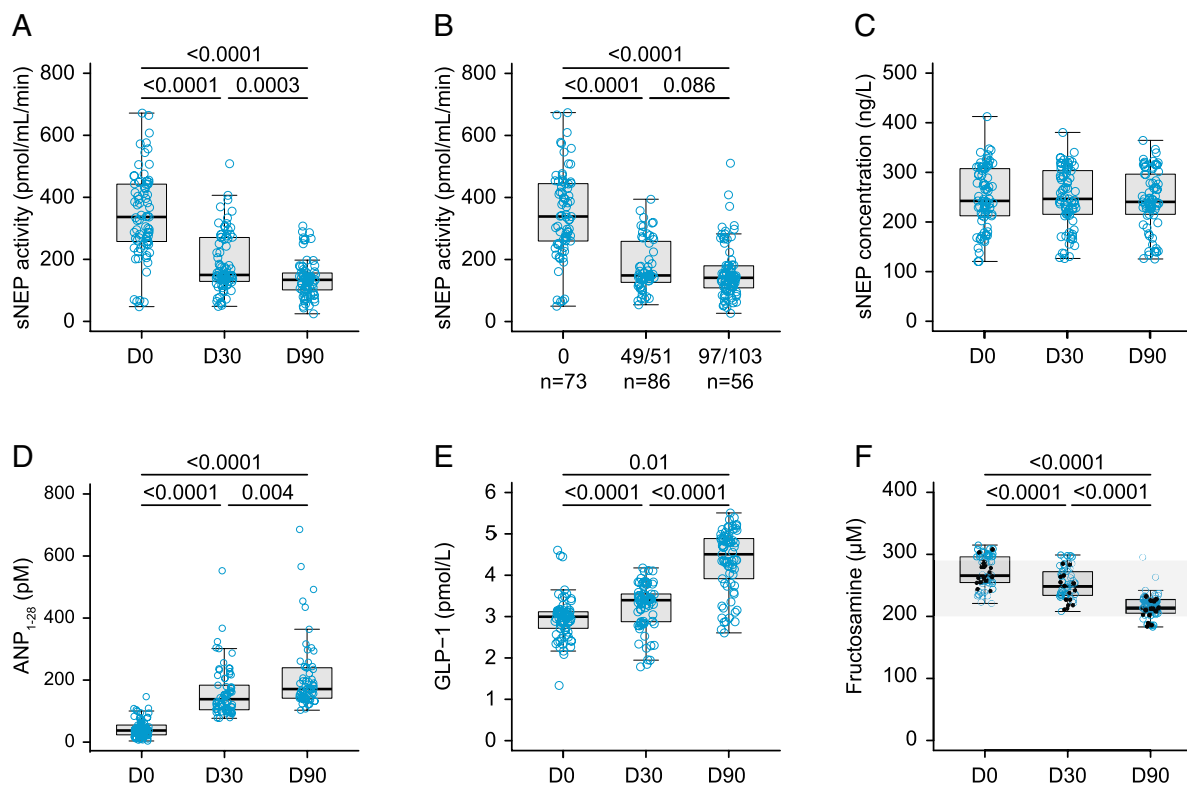 A
sNEP activity (pmol/mL/min)
<0.0001
<0.0001
0.0003
800
600
400
200
0
D0
D30
D90
B
sNEP activity (pmol/mL/min)
<0.0001
<0.0001
0.086
800
600
400
200
0
0
49/51
97/103
n=73
n=86
n=56
C
sNEP concentration (ng/L)
500
400
300
200
100
0
D0
D30
D90
D
ANP1-28 (pM)
<0.0001
<0.0001
0.004
800
600
400
200
0
D0
D30
D90
E
GLP−1 (pmol/L)
0.01
<0.0001
<0.0001
6
5
4
3
2
1
0
D0
D30
D90
F
Fructosamine (µM)
<0.0001
<0.0001
<0.0001
400
300
200
100
0
D0
D30
D90